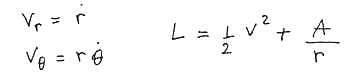 v_r = ṙ
v_θ = r θ̇
L = 1/2 v² + A/r